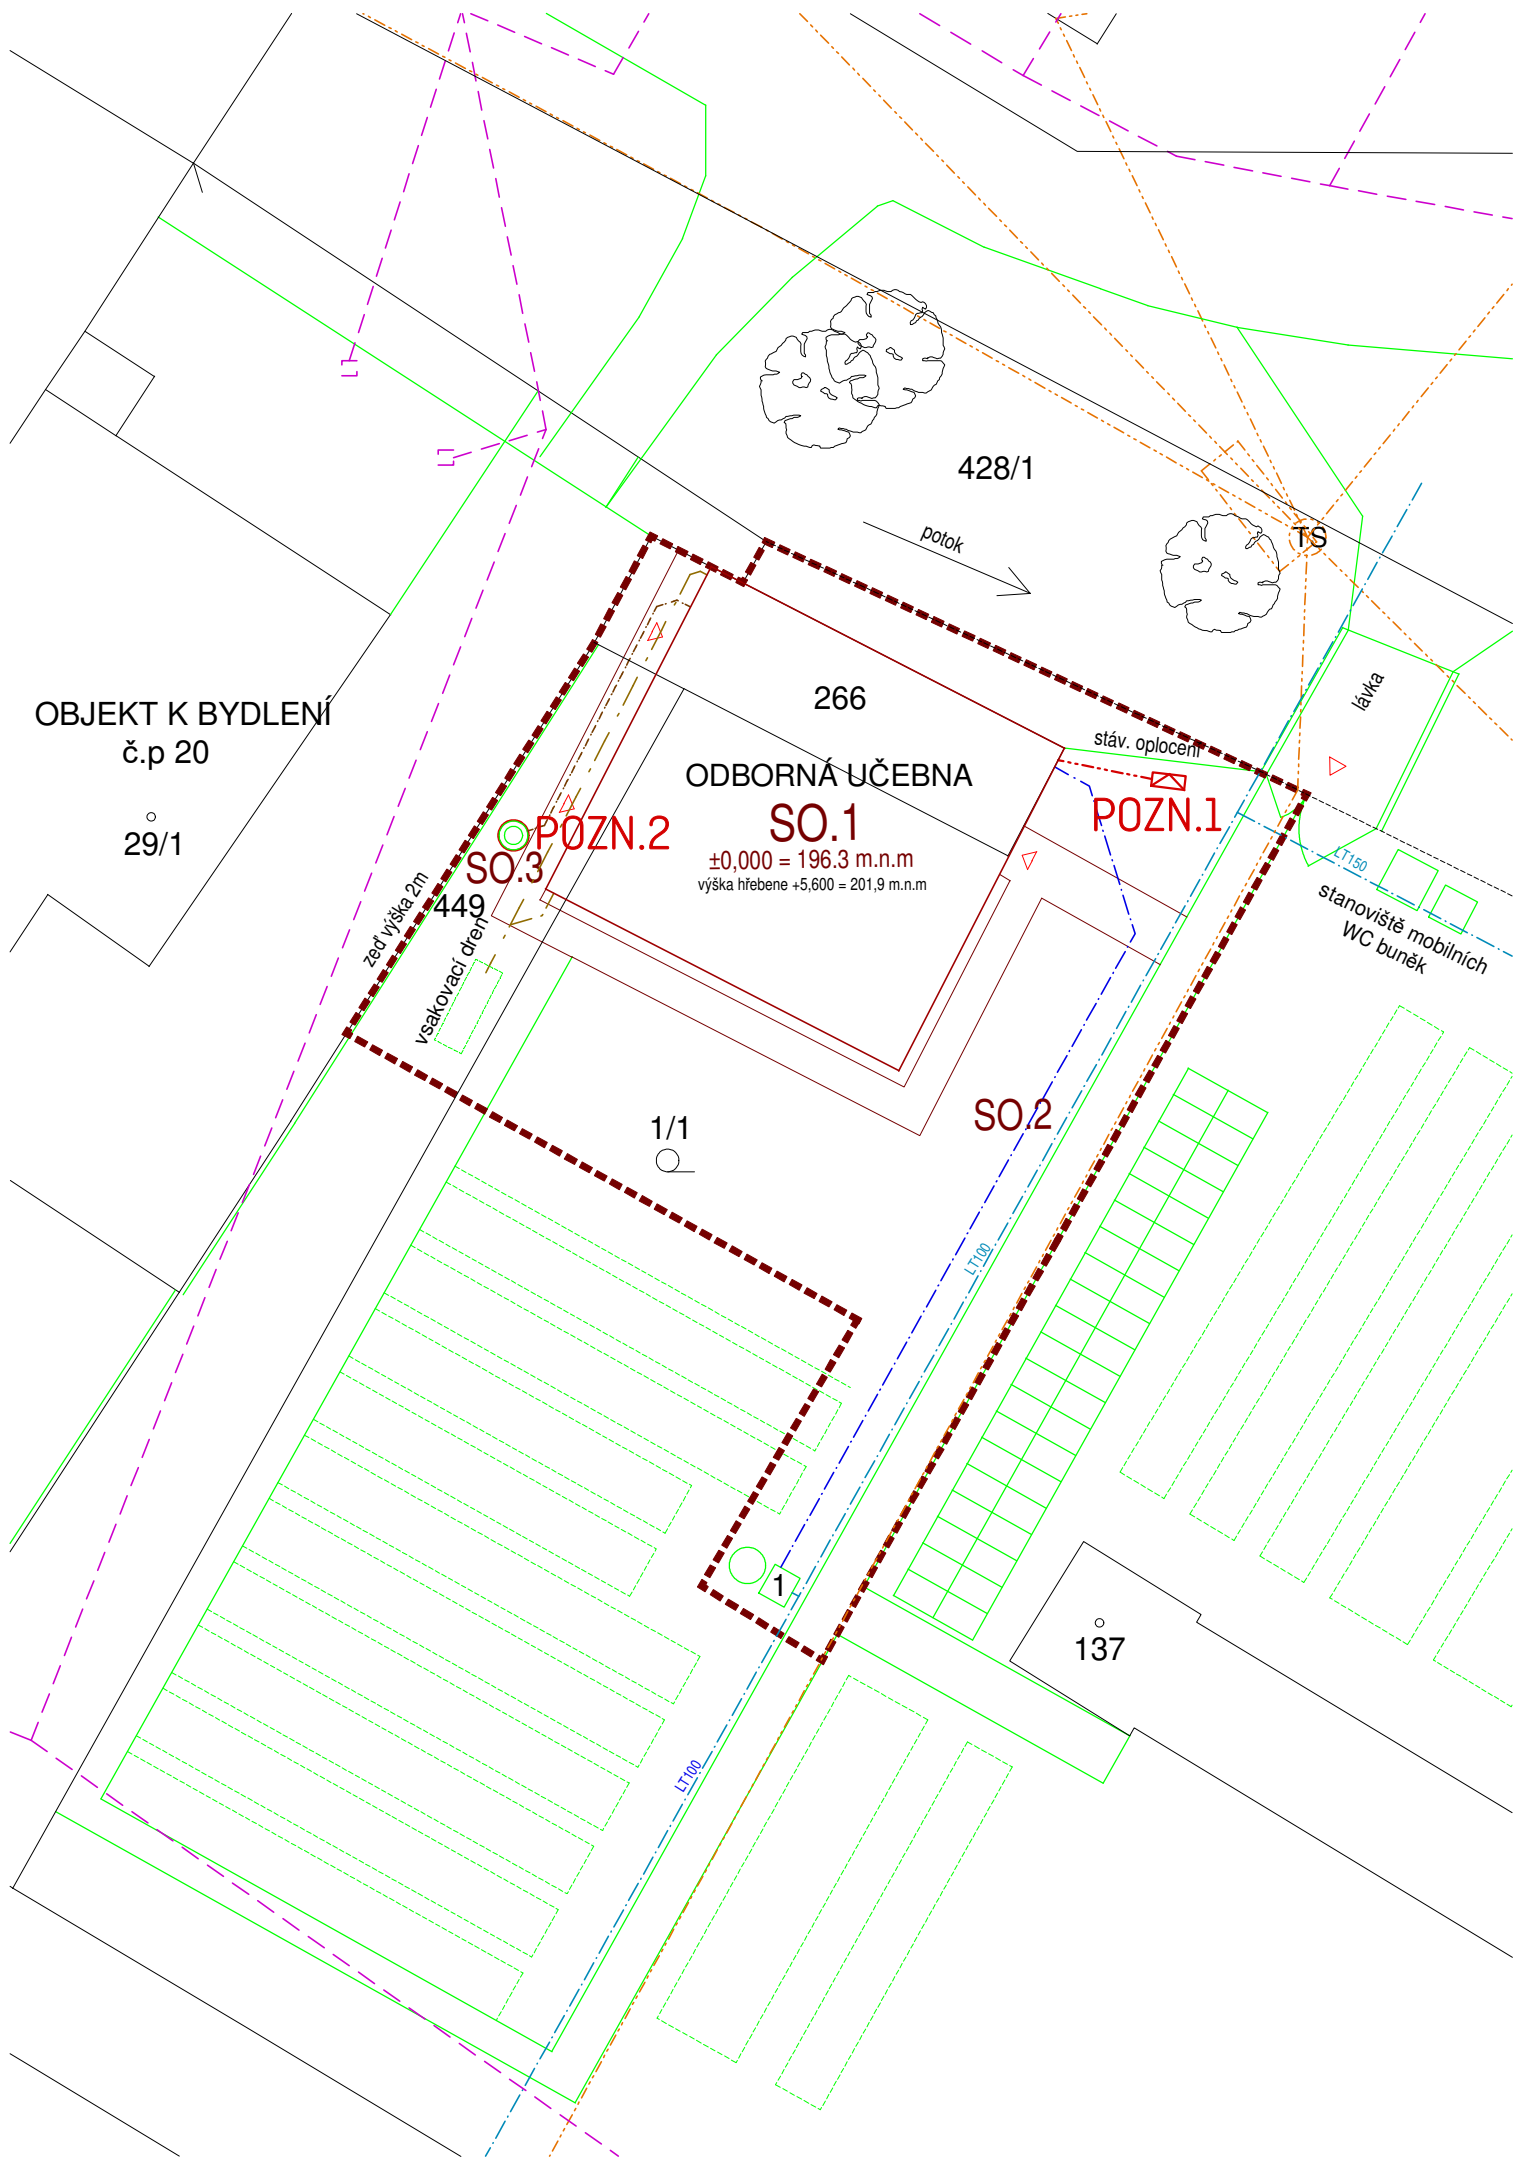 428/1
potok
TS
lávka
266
stáv. oplocení
OBJEKT K BYDLENÍ
č.p 20
29/1
ODBORNÁ UČEBNA
SO.1
±0,000 = 196.3 m.n.m
výška hřebene +5,600 = 201,9 m.n.m
POZN.1
POZN.2
SO.3
449
zeď výška 2m
vsakovací dren
LT150
stanoviště mobilních
WC buněk
1/1
SO.2
LT100
1
137
LT100